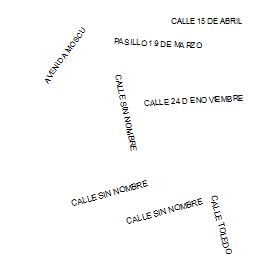 CALLE 15 DE ABRIL
PASILLO 19 DE MARZO
AVENIDA MOSCU
CALLE SIN NOMBRE
CALLE 24 DE NOVIEMBRE
CALLE SIN NOMBRE
CALLE SIN NOMBRE
CALLE TOLEDO